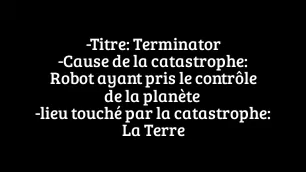 -Titre: Terminator
-Cause de la catastrophe:
Robot ayant pris le contrôle
de la planète
-lieu touché par la catastrophe:
La Terre